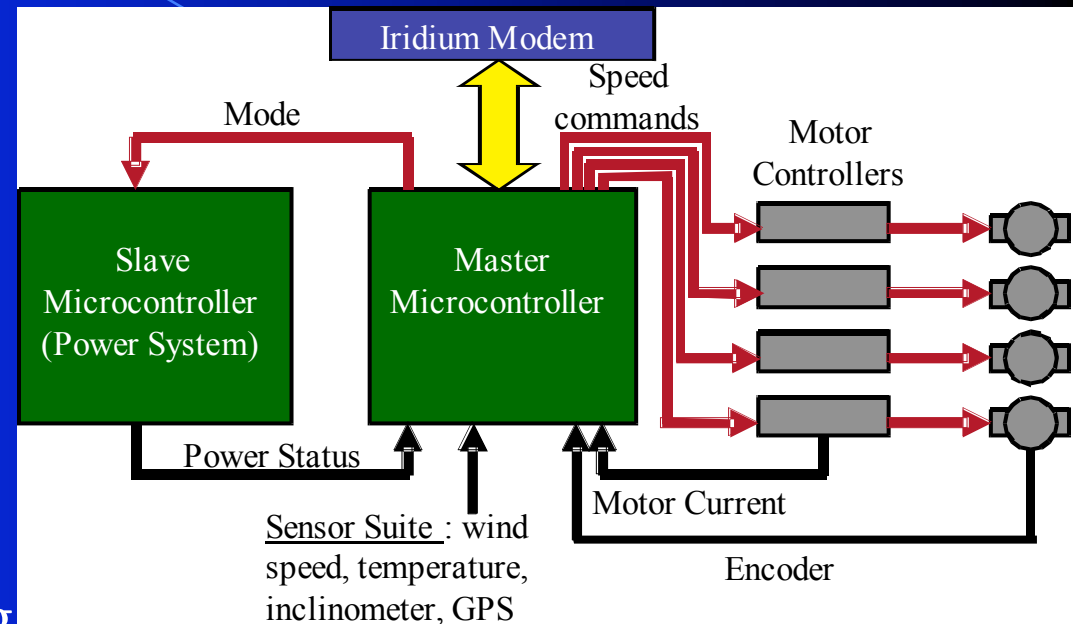 Iridium Modem
Speed
commands
Mode
Motor
Controllers
Slave
Microcontroller
(Power System)
Master
Microcontroller
Power Status
Motor Current
Sensor Suite : wind
speed, temperature,
inclinometer, GPS
Encoder